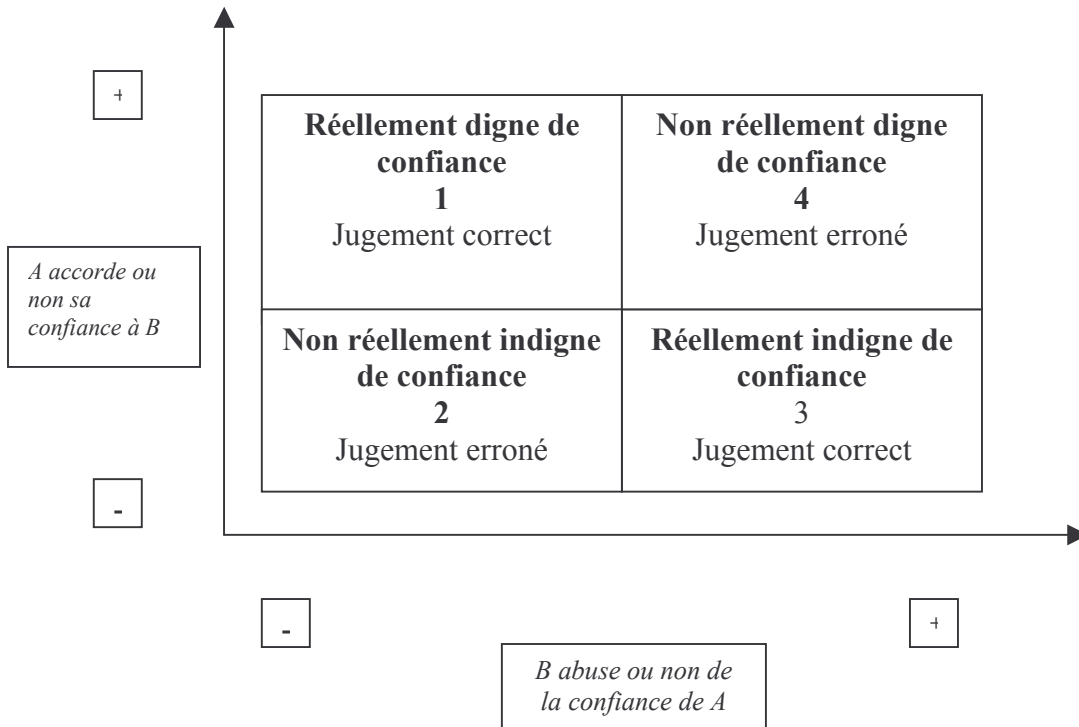 +
Réellement digne de
confiance
1
Jugement correct
Non réellement digne
de confiance
4
Jugement erroné
A accorde ou
non sa
confiance à B
Non réellement indigne
de confiance
2
Jugement erroné
Réellement indigne de
confiance
3
Jugement correct
-
-
+
B abuse ou non de
la confiance de A